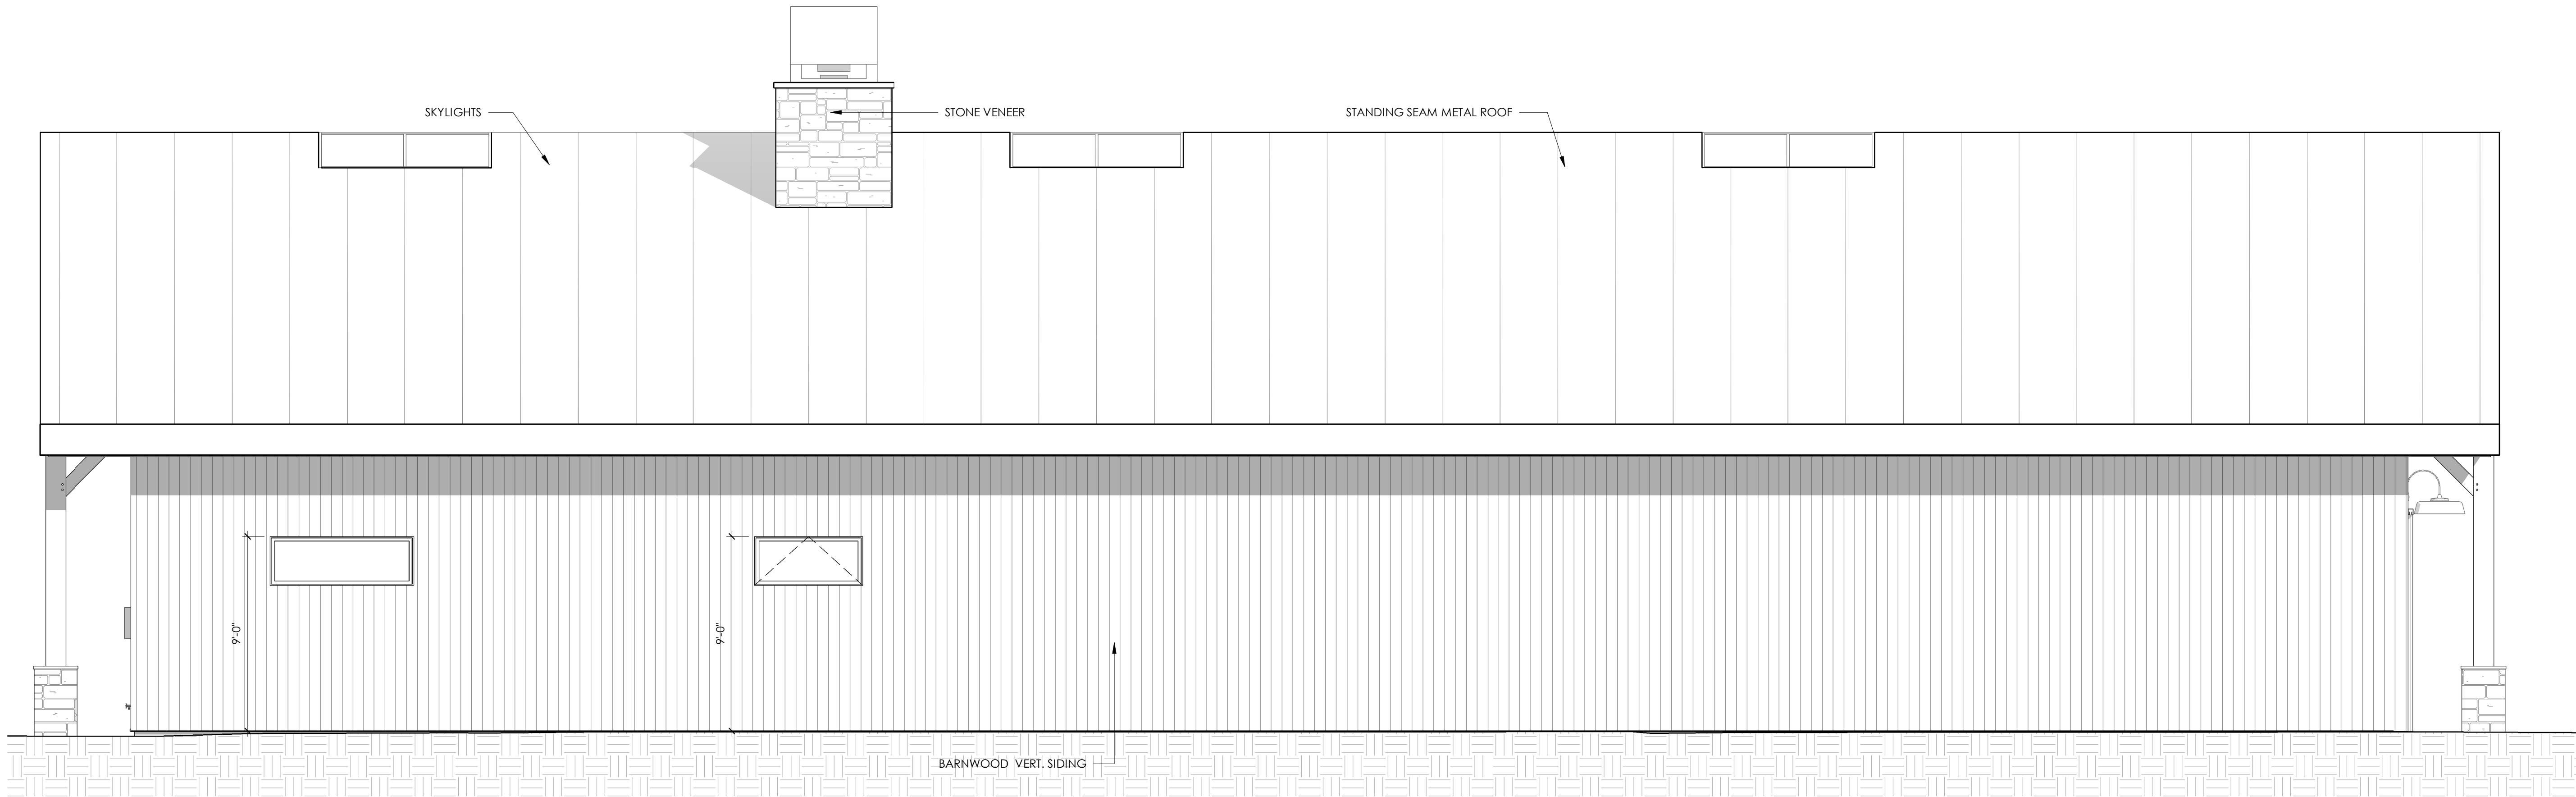 SKYLIGHTS
STONE VENEER
STANDING SEAM METAL ROOF
9'-0"
9'-0"
BARNWOOD VERT. SIDING